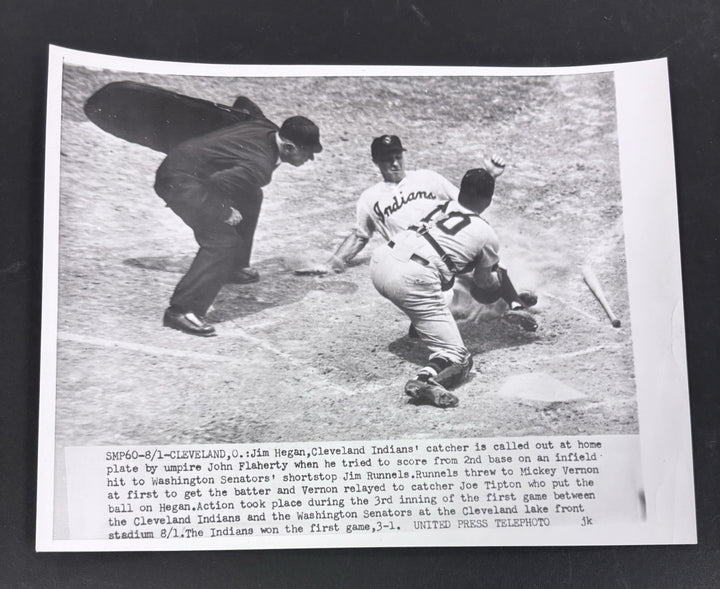 Indians
10
SMP60-8/1-CLEVELAND,O.:Jim Hegan,Cleveland Indians' catcher is called out at home
plate by umpire John Flaherty when he tried to score from 2nd base on an infield
hit to Washington Senators' shortstop Jim Runnels.Runnels threw to Mickey Vernon
at first to get the batter and Vernon relayed to catcher Joe Tipton who put the
ball on Hegan.Action took place during the 3rd inning of the first game between
the Cleveland Indians and the Washington Senators at the Cleveland lake front
stadium 8/1.The Indians won the first game,3-1. UNITED PRESS TELEPHOTO jk